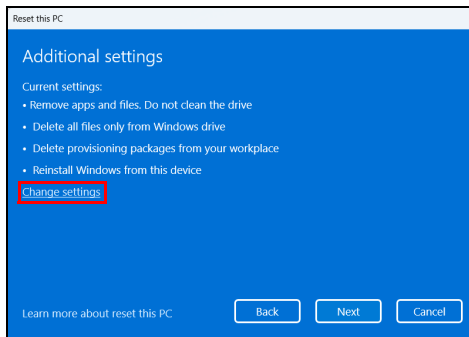 Reset this PC
Additional settings
Current settings:
• Remove apps and files. Do not clean the drive
• Delete all files only from Windows drive
• Delete provisioning packages from your workplace
• Reinstall Windows from this device
Change settings
Learn more about reset this PC
Back
Next
Cancel